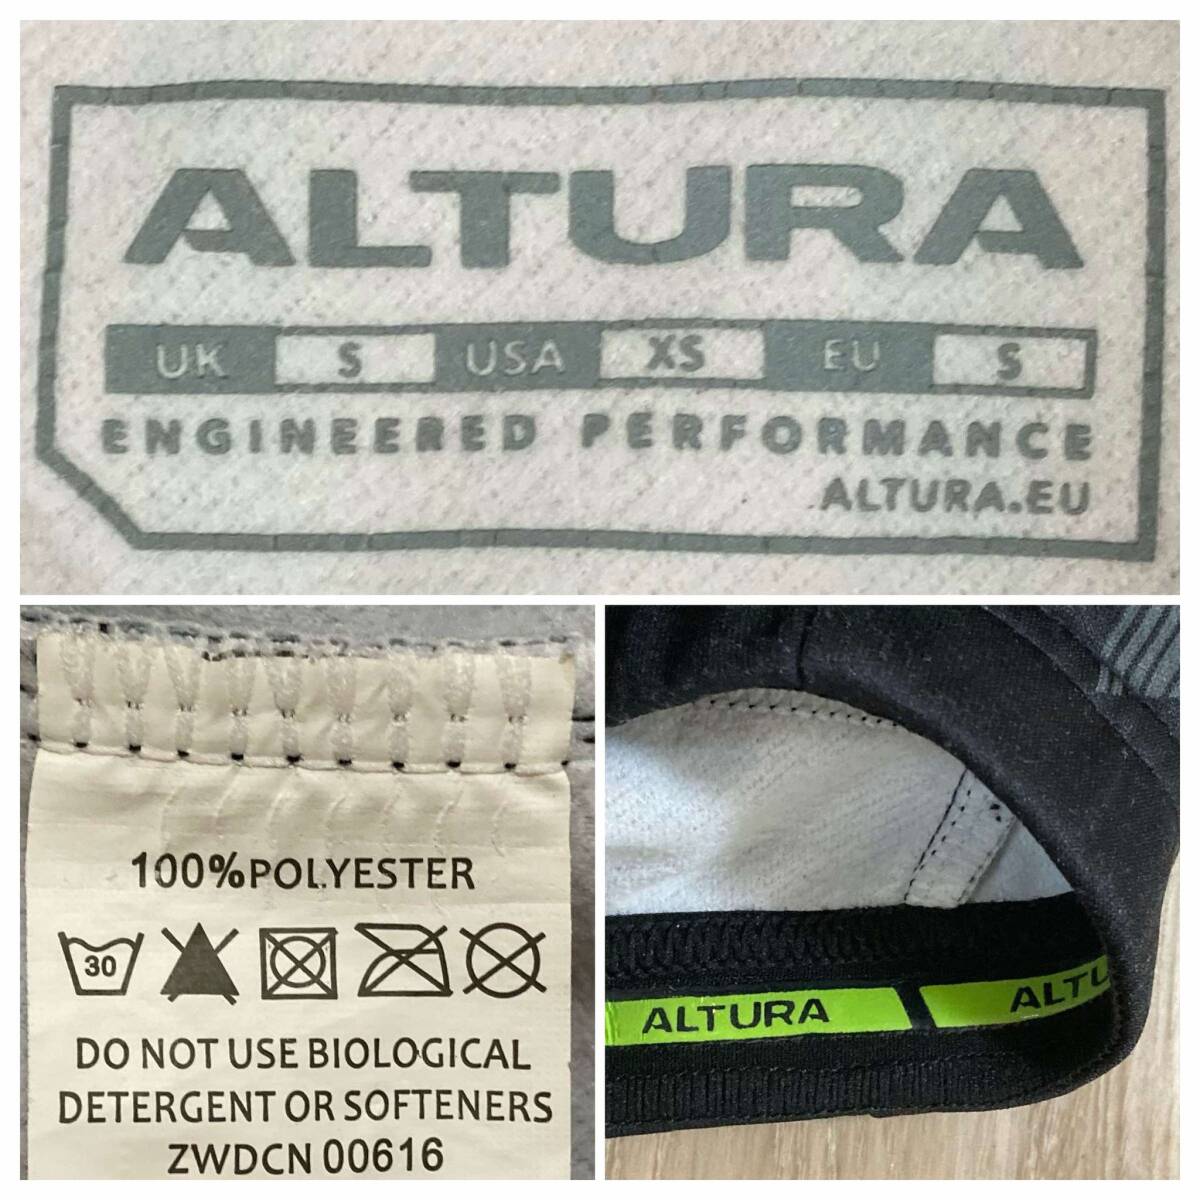 ALTURA
UK S USA XS EU S
ENGINEERED PERFORMANCE
ALTURA.EU
100%POLYESTER
30
DO NOT USE BIOLOGICAL
DETERGENT OR SOFTENERS
ZWDCN 00616
ALTURA ALTU